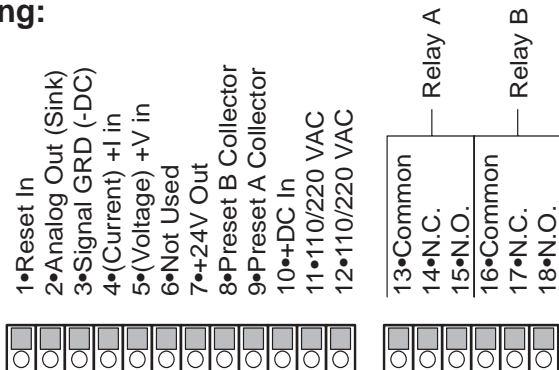 ng:
1•Reset In
2•Analog Out (Sink)
3•Signal GRD (-DC)
4•(Current) +I in
5•(Voltage) +V in
6•Not Used
7•+24V Out
8•Preset B Collector
9•Preset A Collector
10•+DC In
11•110/220 VAC
12•110/220 VAC
13•Common
14•N.C.
15•N.O.
16•Common
17•N.C.
18•N.O.
Relay A
Relay B